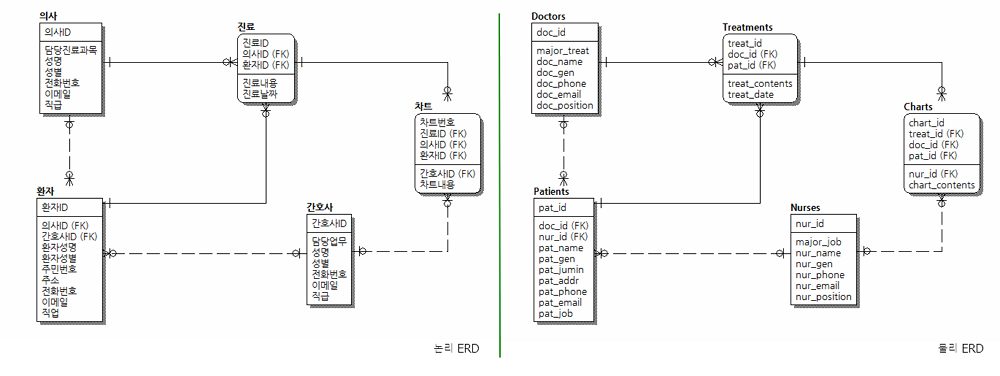 의사
의사ID
담당진료과목
성명
성별
전화번호
이메일
직급
진료
진료ID
의사ID (FK)
환자ID (FK)
진료내용
진료날짜
차트
차트번호
진료ID (FK)
의사ID (FK)
환자ID (FK)
간호사ID (FK)
차트내용
환자
환자ID
의사ID (FK)
간호사ID (FK)
환자성명
환자성별
주민번호
주소
전화번호
이메일
직업
간호사
간호사ID
담당업무
성명
성별
전화번호
이메일
직급
논리 ERD
Doctors
doc_id
major_treat
doc_name
doc_gen
doc_phone
doc_email
doc_position
Treatments
treat_id
doc_id (FK)
pat_id (FK)
treat_contents
treat_date
Charts
chart_id
treat_id (FK)
doc_id (FK)
pat_id (FK)
nur_id (FK)
chart_contents
Patients
pat_id
doc_id (FK)
nur_id (FK)
pat_name
pat_gen
pat_jumin
pat_addr
pat_phone
pat_email
pat_job
Nurses
nur_id
major_job
nur_name
nur_gen
nur_phone
nur_email
nur_position
물리 ERD